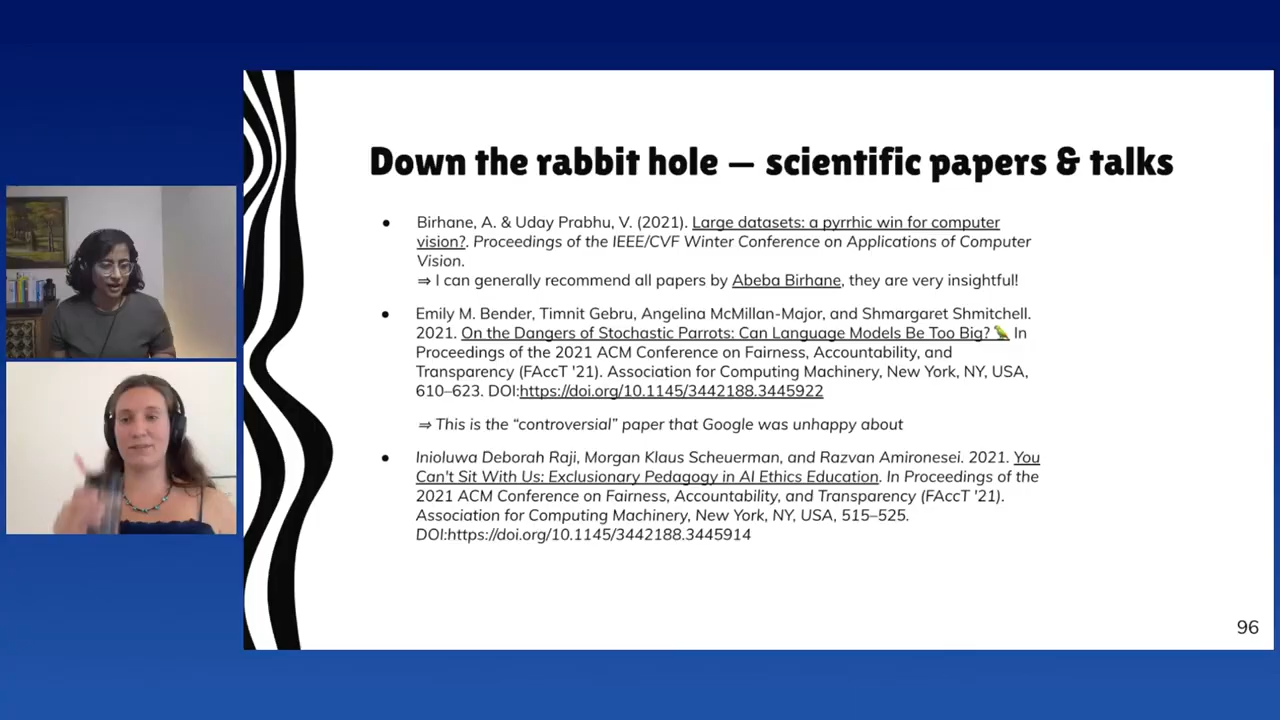 Down the rabbit hole — scientific papers & talks
● Birhane, A. & Uday Prabhu, V. (2021). Large datasets: a pyrrhic win for computer
vision?. Proceedings of the IEEE/CVF Winter Conference on Applications of Computer
Vision.
⇒ I can generally recommend all papers by Abeba Birhane, they are very insightful!
● Emily M. Bender, Timnit Gebru, Angelina McMillan-Major, and Shmargaret Shmitchell.
2021. On the Dangers of Stochastic Parrots: Can Language Models Be Too Big? 🦜 In
Proceedings of the 2021 ACM Conference on Fairness, Accountability, and
Transparency (FAccT '21). Association for Computing Machinery, New York, NY, USA,
610–623. DOI:https://doi.org/10.1145/3442188.3445922
⇒ This is the “controversial” paper that Google was unhappy about
● Inioluwa Deborah Raji, Morgan Klaus Scheuerman, and Razvan Amironesei. 2021. You
Can't Sit With Us: Exclusionary Pedagogy in AI Ethics Education. In Proceedings of the
2021 ACM Conference on Fairness, Accountability, and Transparency (FAccT '21).
Association for Computing Machinery, New York, NY, USA, 515–525.
DOI:https://doi.org/10.1145/3442188.3445914
96